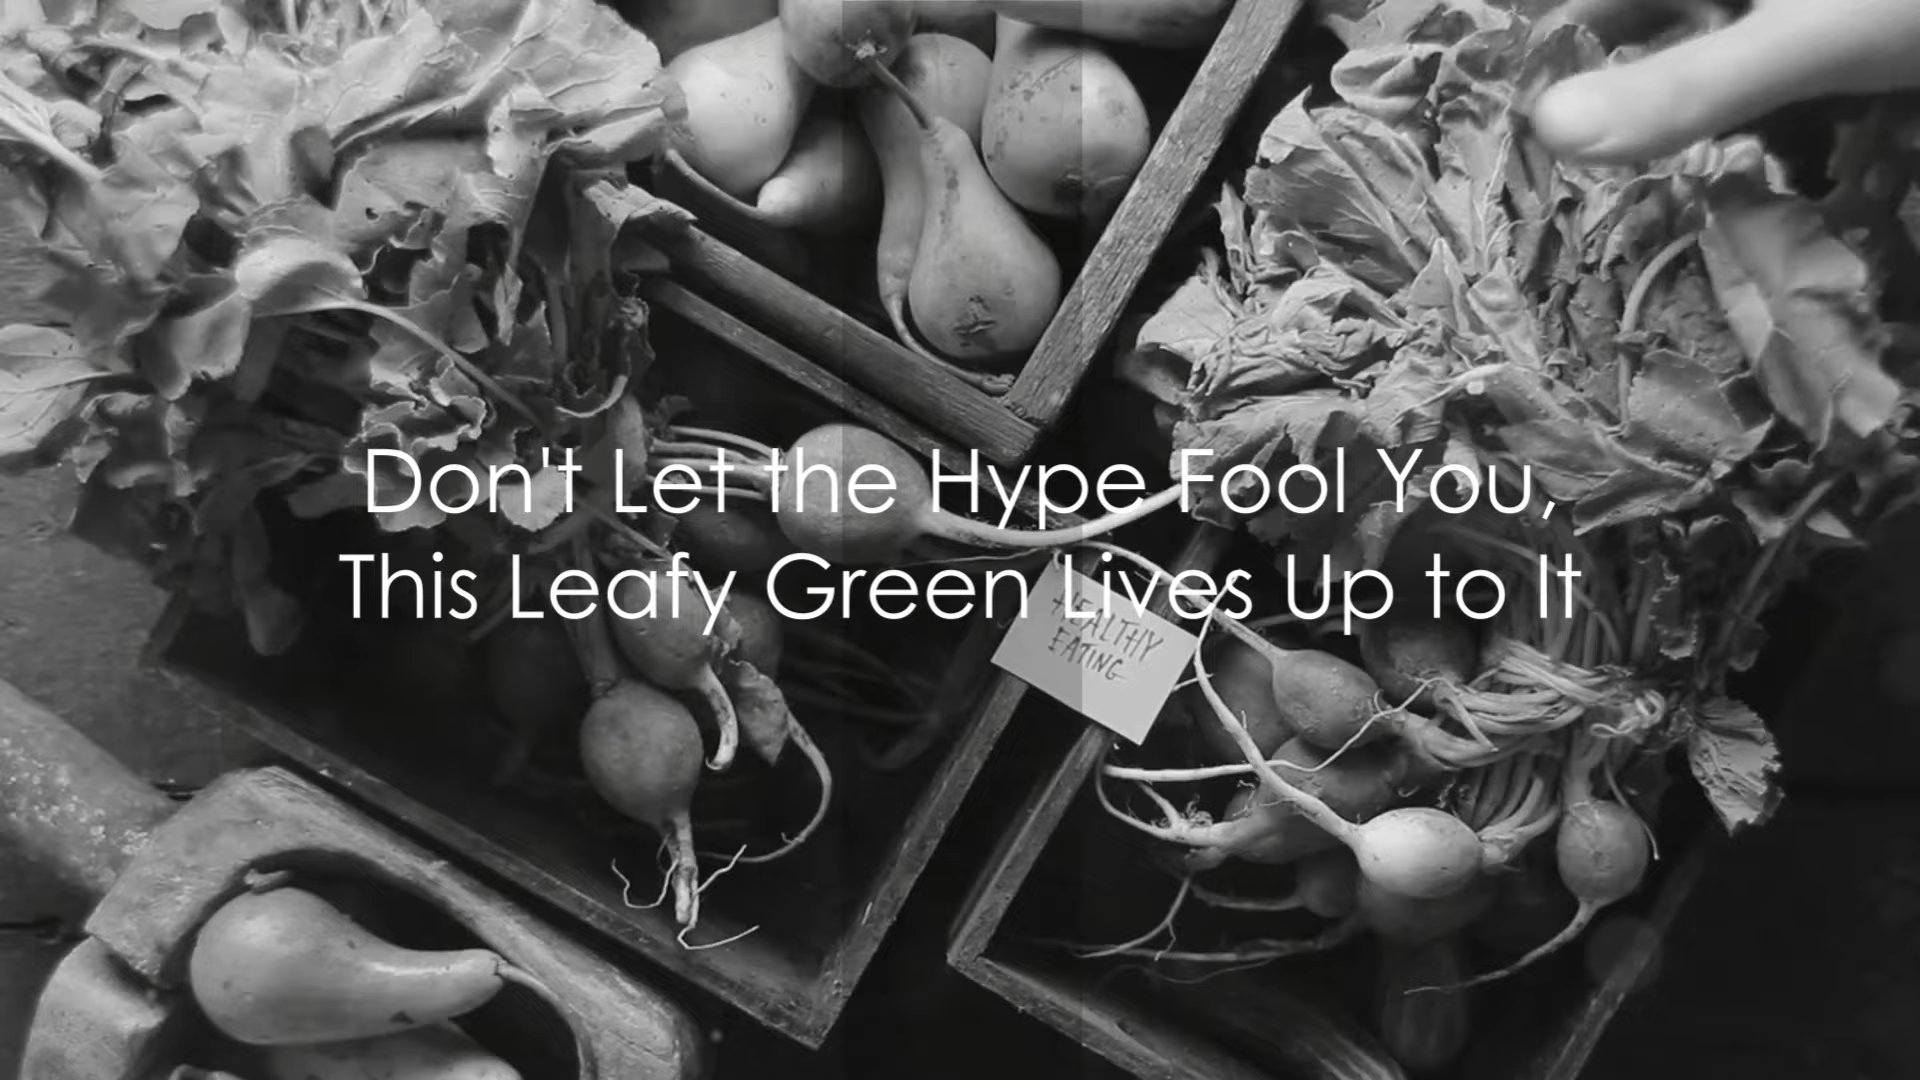 Don't Let the Hype Fool You,
This Leafy Green Lives Up to It
HEALTHY
EATING